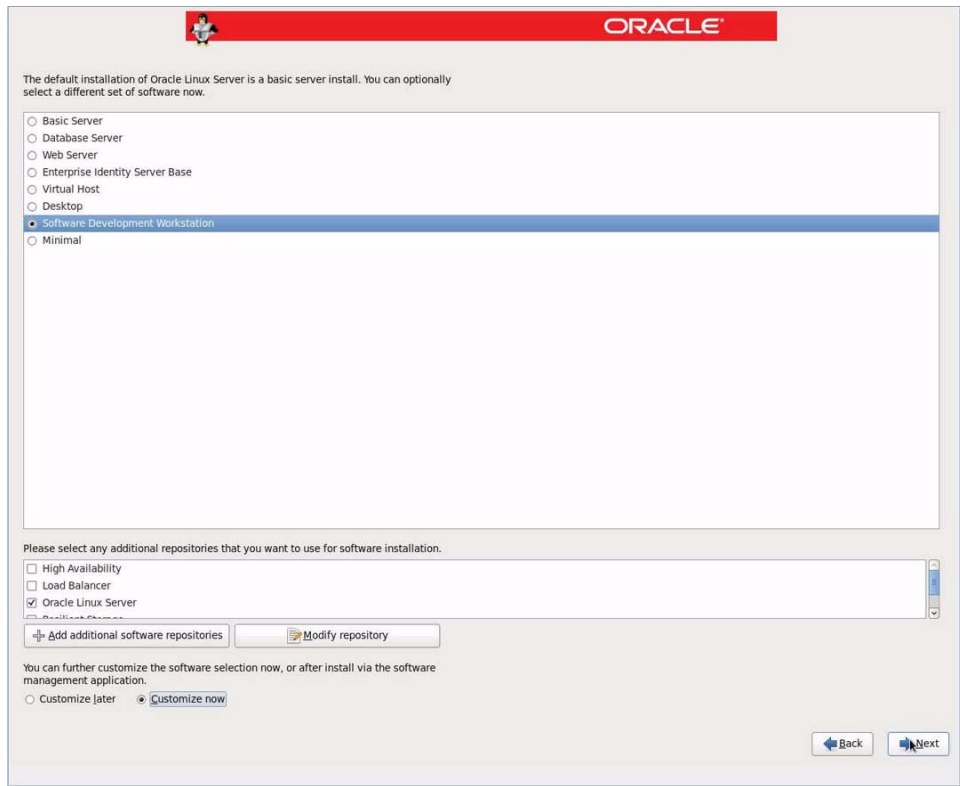 ORACLE®
The default installation of Oracle Linux Server is a basic server install. You can optionally
select a different set of software now.
Basic Server
Database Server
Web Server
Enterprise Identity Server Base
Virtual Host
Desktop
Software Development Workstation
Minimal
Please select any additional repositories that you want to use for software installation.
High Availability
Load Balancer
Oracle Linux Server
Resilient Storage
Add additional software repositories
Modify repository
You can further customize the software selection now, or after install via the software
management application.
Customize later
Customize now
Back
Next